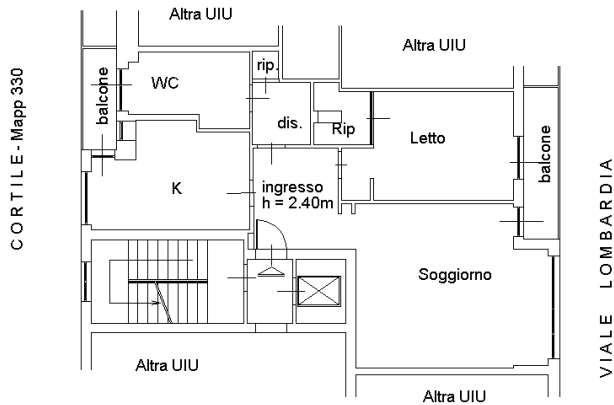 Altra UIU
Altra UIU
rip.
WC
balcone
CORTILE - Mapp 330
dis.
Rip
Letto
balcone
K
ingresso
h = 2.40m
Soggiorno
VIALE LOMBARDIA
Altra UIU
Altra UIU